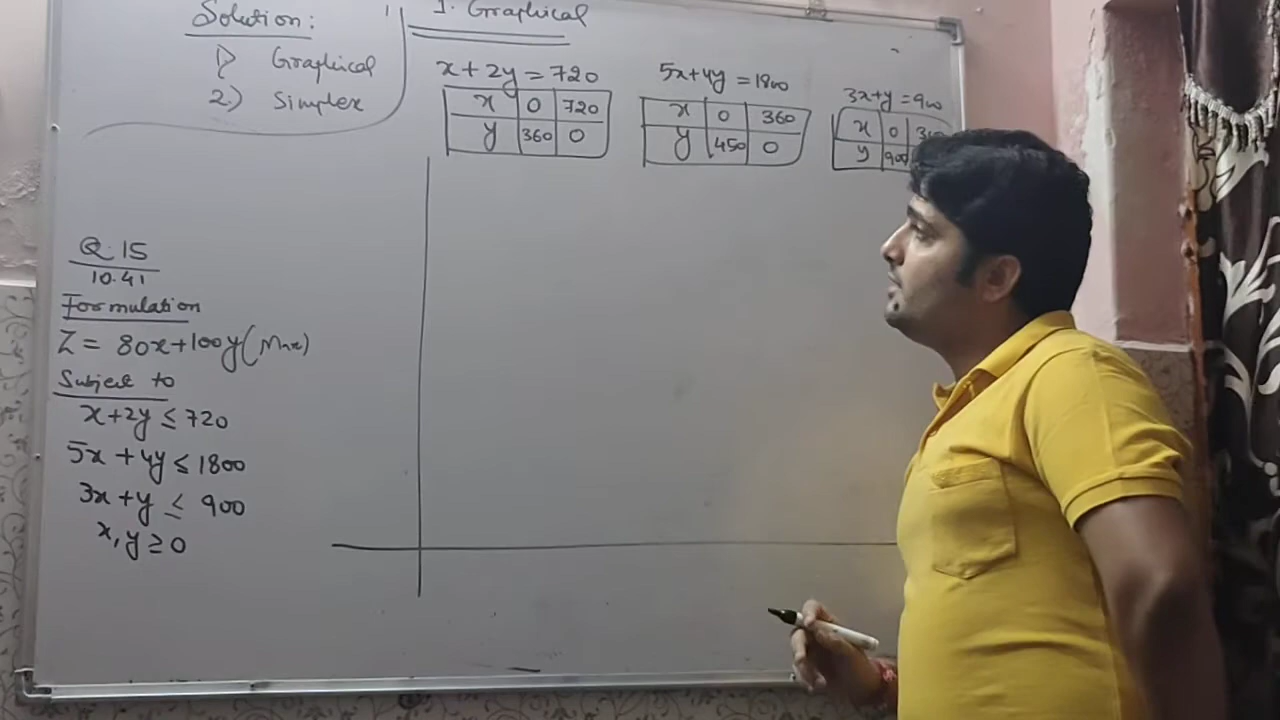 Solution:
1) Graphical
2.) Simplex
1. Graphical
x + 2y = 720
x 0 720
y 360 0
5x+4y = 1800
x 0 360
y 450 0
3x+y = 900
x 0
y 900
Q.15
10.41
Formulation
Z = 80x+100y (Max)
Subject to
x+2y ≤ 720
5x + 4y ≤ 1800
3x + y ≤ 900
x, y ≥ 0